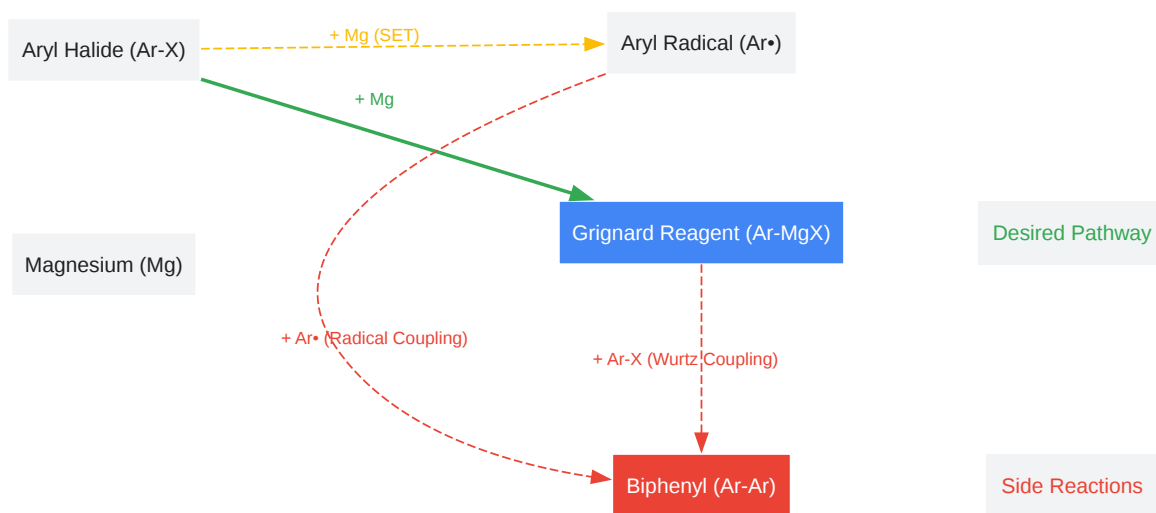 Aryl Halide (Ar-X)
+ Mg (SET)
Aryl Radical (Ar•)
+ Mg
Grignard Reagent (Ar-MgX)
Desired Pathway
Magnesium (Mg)
+ Ar• (Radical Coupling)
+ Ar-X (Wurtz Coupling)
Biphenyl (Ar-Ar)
Side Reactions